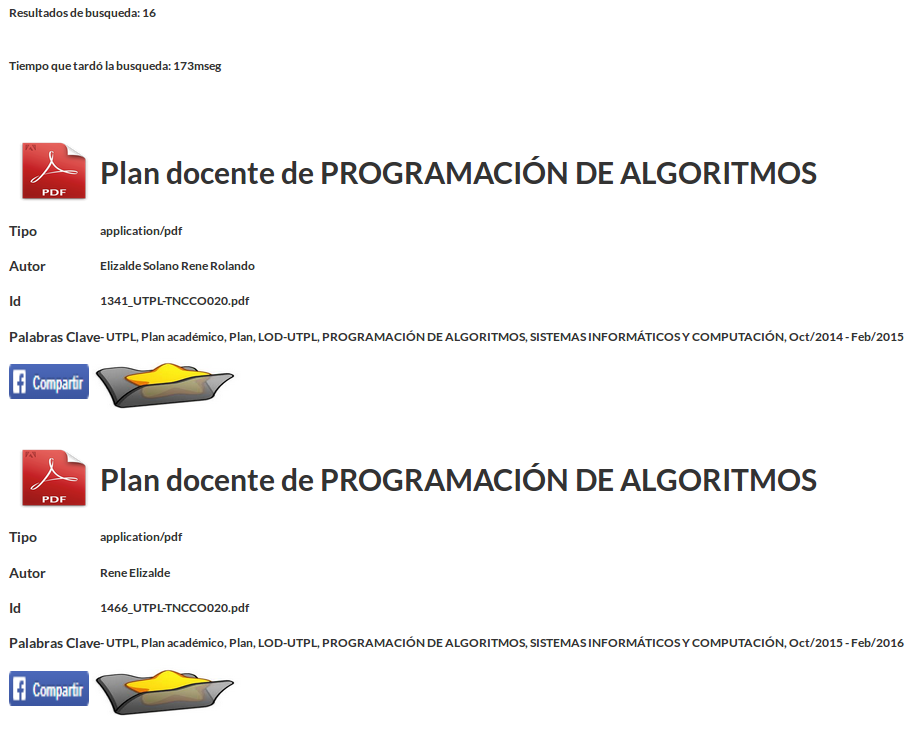 Resultados de busqueda: 16
Tiempo que tardó la busqueda: 173mseg
PDF
Plan docente de PROGRAMACIÓN DE ALGORITMOS
Tipo application/pdf
Autor Elizalde Solano Rene Rolando
Id 1341_UTPL-TNCCO020.pdf
Palabras Clave- UTPL, Plan académico, Plan, LOD-UTPL, PROGRAMACIÓN DE ALGORITMOS, SISTEMAS INFORMÁTICOS Y COMPUTACIÓN, Oct/2014 - Feb/2015
f Compartir
PDF
Plan docente de PROGRAMACIÓN DE ALGORITMOS
Tipo application/pdf
Autor Rene Elizalde
Id 1466_UTPL-TNCCO020.pdf
Palabras Clave- UTPL, Plan académico, Plan, LOD-UTPL, PROGRAMACIÓN DE ALGORITMOS, SISTEMAS INFORMÁTICOS Y COMPUTACIÓN, Oct/2015 - Feb/2016
f Compartir